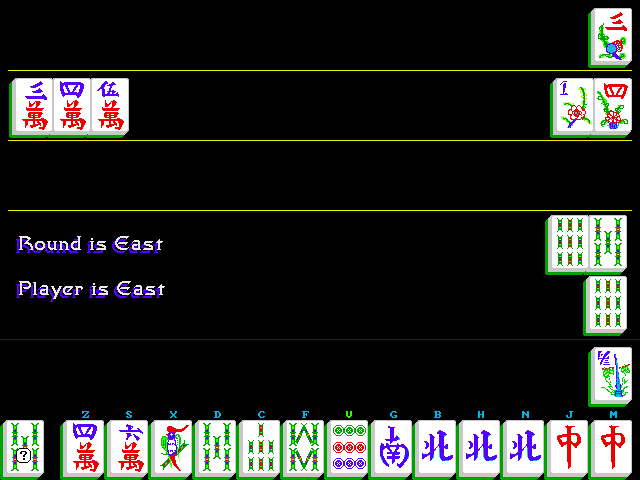 三
三 四 伍
萬 萬 萬
1 四
Round is East
Player is East
Z S X D C F V G B H N J M
? 四 六 南 北 北 北 中 中
萬 萬